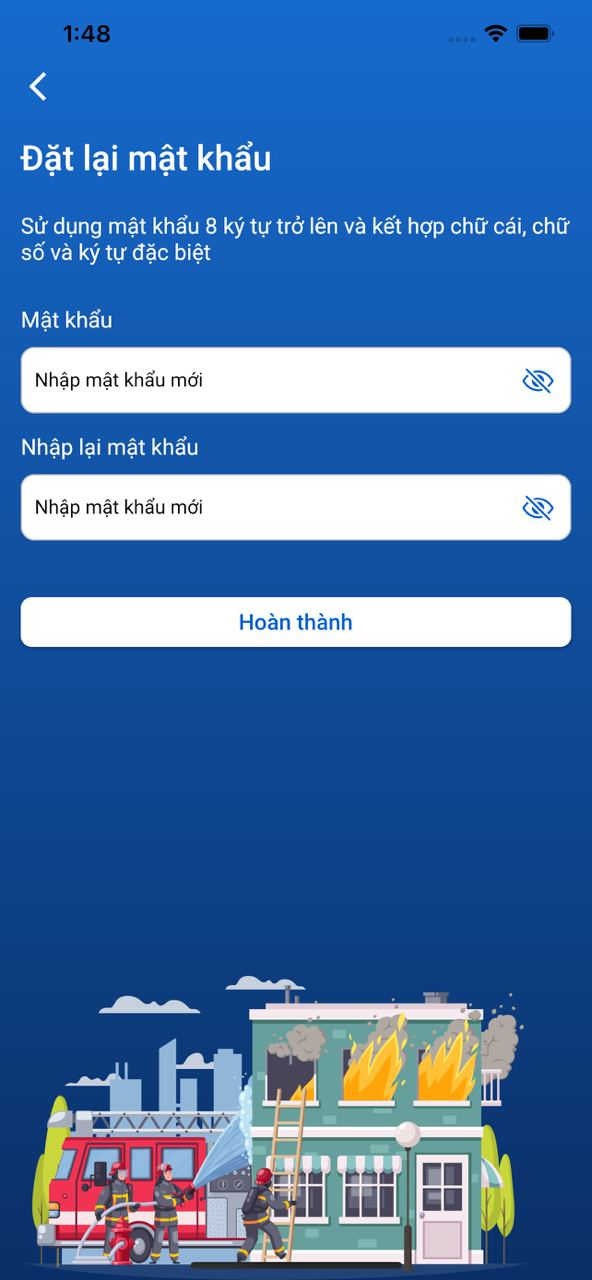 1:48
Đặt lại mật khẩu
Sử dụng mật khẩu 8 ký tự trở lên và kết hợp chữ cái, chữ
số và ký tự đặc biệt
Mật khẩu
Nhập mật khẩu mới
Nhập lại mật khẩu
Nhập mật khẩu mới
Hoàn thành